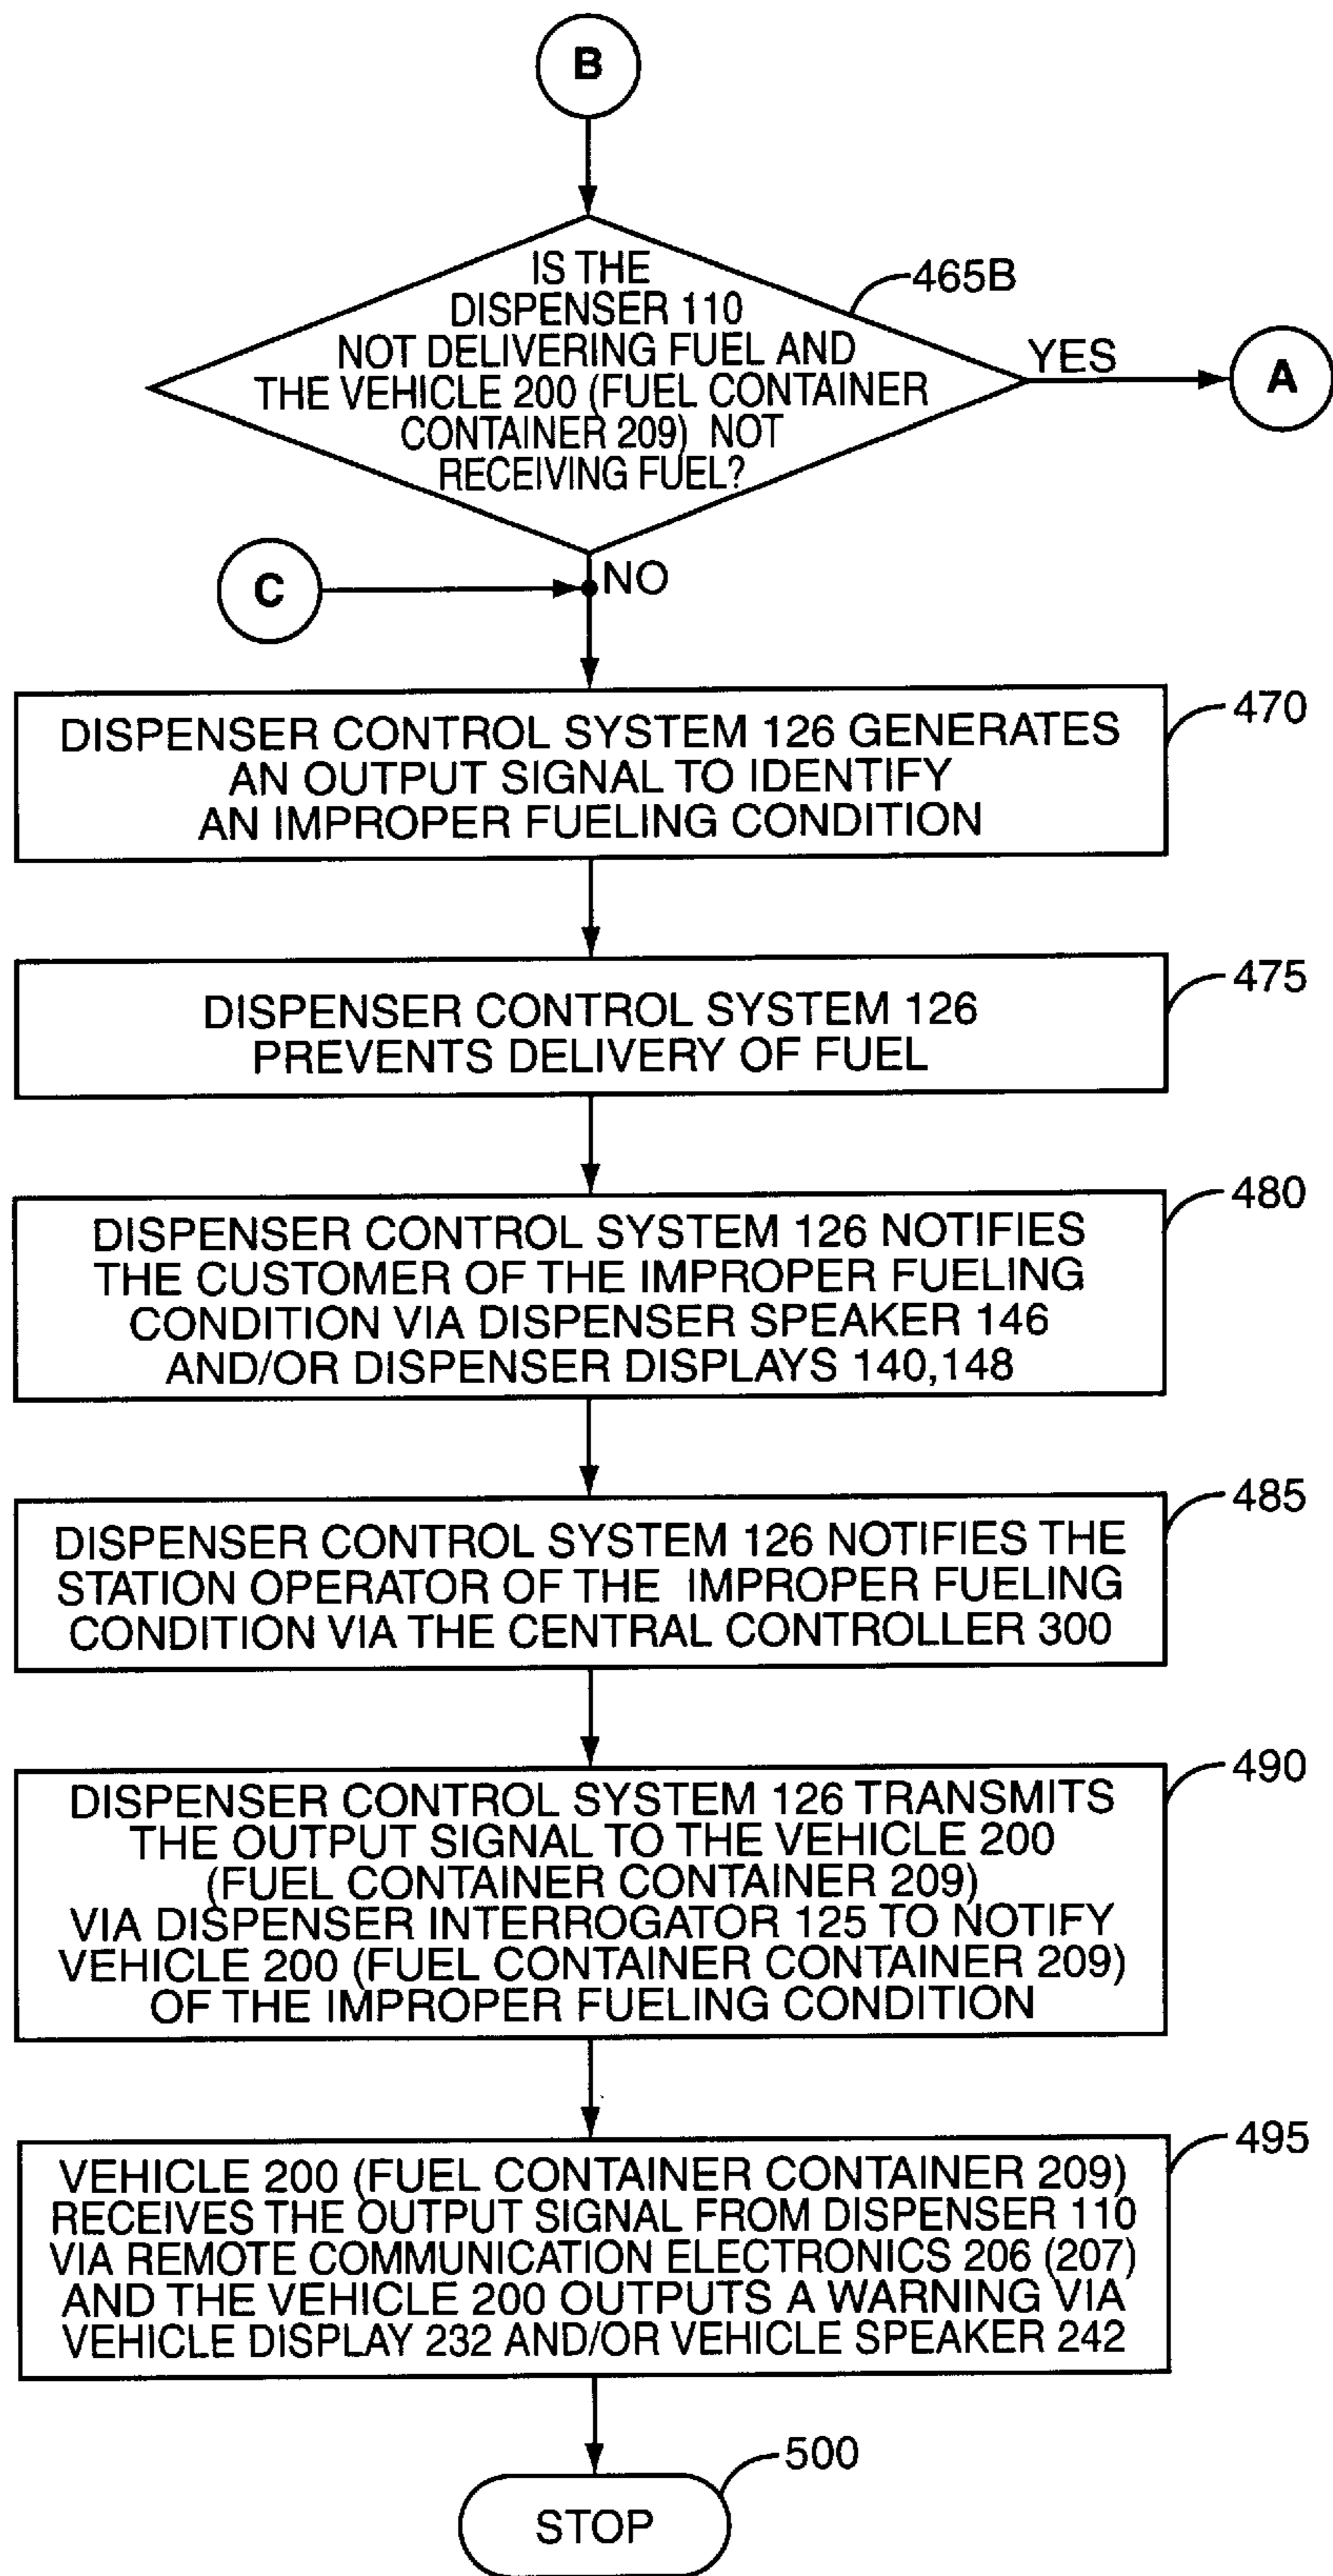 B
IS THE
DISPENSER 110
NOT DELIVERING FUEL AND
THE VEHICLE 200 (FUEL CONTAINER
CONTAINER 209) NOT
RECEIVING FUEL?
465B
YES
A
C
NO
DISPENSER CONTROL SYSTEM 126 GENERATES
AN OUTPUT SIGNAL TO IDENTIFY
AN IMPROPER FUELING CONDITION
470
DISPENSER CONTROL SYSTEM 126
PREVENTS DELIVERY OF FUEL
475
DISPENSER CONTROL SYSTEM 126 NOTIFIES
THE CUSTOMER OF THE IMPROPER FUELING
CONDITION VIA DISPENSER SPEAKER 146
AND/OR DISPENSER DISPLAYS 140,148
480
DISPENSER CONTROL SYSTEM 126 NOTIFIES THE
STATION OPERATOR OF THE IMPROPER FUELING
CONDITION VIA THE CENTRAL CONTROLLER 300
485
DISPENSER CONTROL SYSTEM 126 TRANSMITS
THE OUTPUT SIGNAL TO THE VEHICLE 200
(FUEL CONTAINER CONTAINER 209)
VIA DISPENSER INTERROGATOR 125 TO NOTIFY
VEHICLE 200 (FUEL CONTAINER CONTAINER 209)
OF THE IMPROPER FUELING CONDITION
490
VEHICLE 200 (FUEL CONTAINER CONTAINER 209)
RECEIVES THE OUTPUT SIGNAL FROM DISPENSER 110
VIA REMOTE COMMUNICATION ELECTRONICS 206 (207)
AND THE VEHICLE 200 OUTPUTS A WARNING VIA
VEHICLE DISPLAY 232 AND/OR VEHICLE SPEAKER 242
495
STOP
500